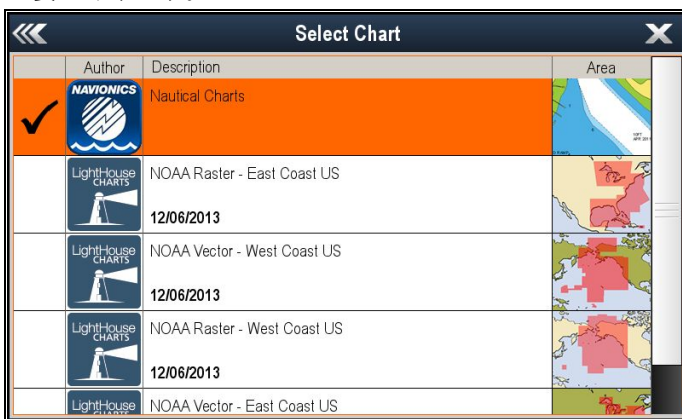 Select Chart
Author Description Area
NAVIONICS Nautical Charts
LightHouse CHARTS NOAA Raster - East Coast US
12/06/2013
LightHouse CHARTS NOAA Vector - West Coast US
12/06/2013
LightHouse CHARTS NOAA Raster - West Coast US
12/06/2013
LightHouse NOAA Vector - East Coast US